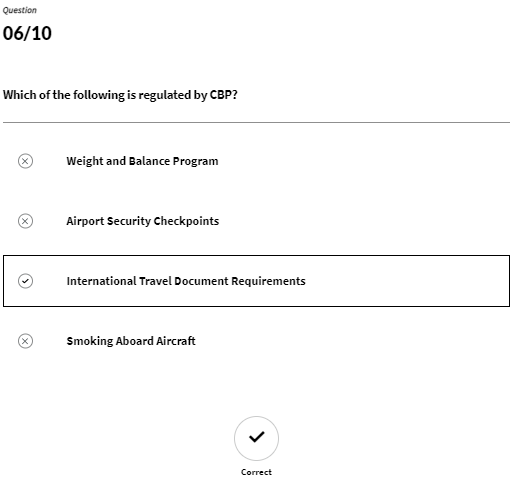 Question
06/10
Which of the following is regulated by CBP?
Weight and Balance Program
Airport Security Checkpoints
International Travel Document Requirements
Smoking Aboard Aircraft
Correct